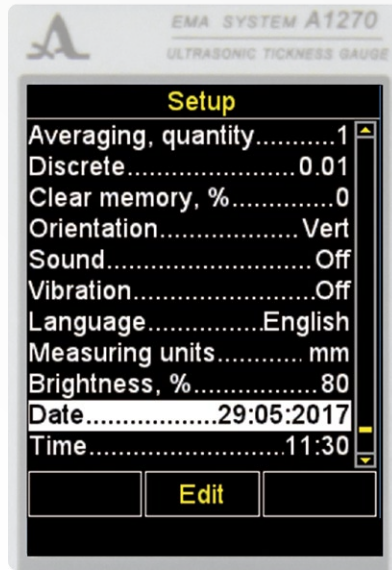 EMA SYSTEM A1270
ULTRASONIC TICKNESS GAUGE
Setup
Averaging, quantity...........1
Discrete.......................0.01
Clear memory, %..............0
Orientation................... Vert
Sound..........................Off
Vibration.........................Off
Language................English
Measuring units............ mm
Brightness, %..................80
Date..................29:05:2017
Time...........................11:30
Edit